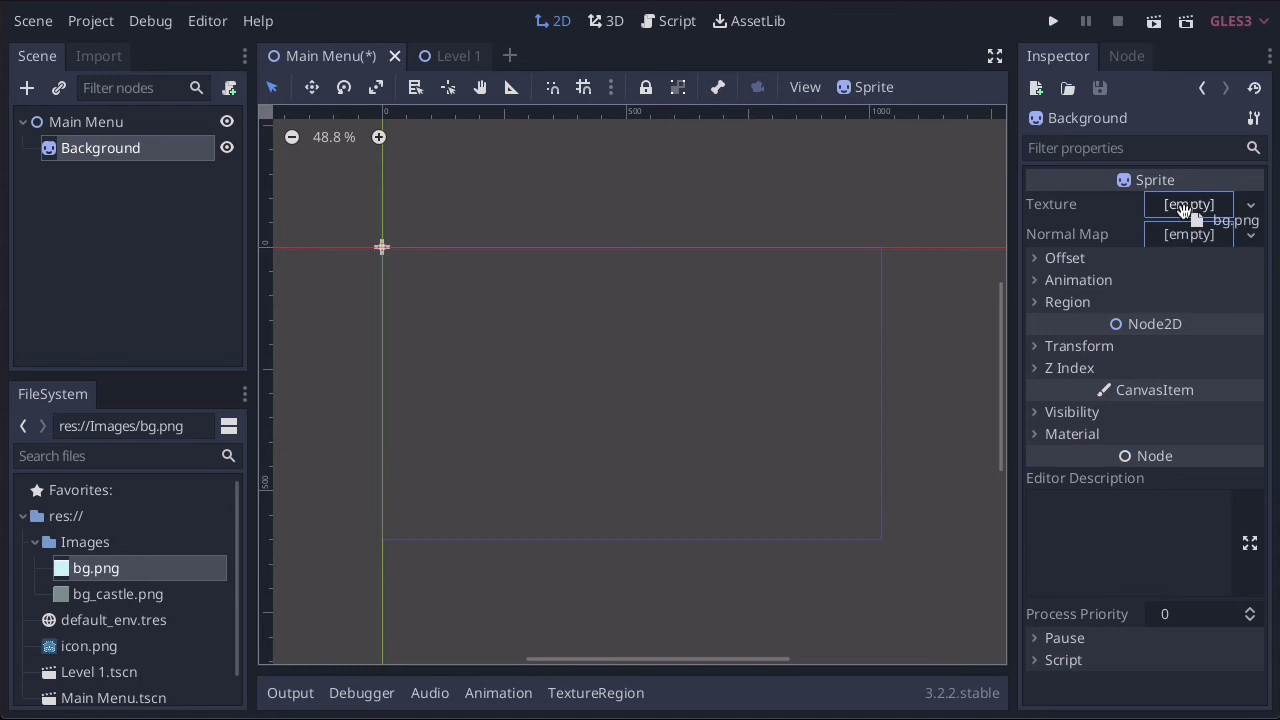 Scene Project Debug Editor Help 2D 3D Script AssetLib GLES3
Scene Import Main Menu(*) Level 1 Inspector Node
Filter nodes View Sprite
0 500 1000
Main Menu
Background
48.8 %
0
500
Background
Filter properties
Sprite
Texture [empty]
bg.png
Normal Map [empty]
Offset
Animation
Region
Node2D
Transform
Z Index
CanvasItem
Visibility
Material
Node
Editor Description
Process Priority 0
Pause
Script
FileSystem
res://Images/bg.png
Search files
Favorites:
res://
Images
bg.png
bg_castle.png
default_env.tres
icon.png
Level 1.tscn
Main Menu.tscn
Output Debugger Audio Animation TextureRegion 3.2.2.stable